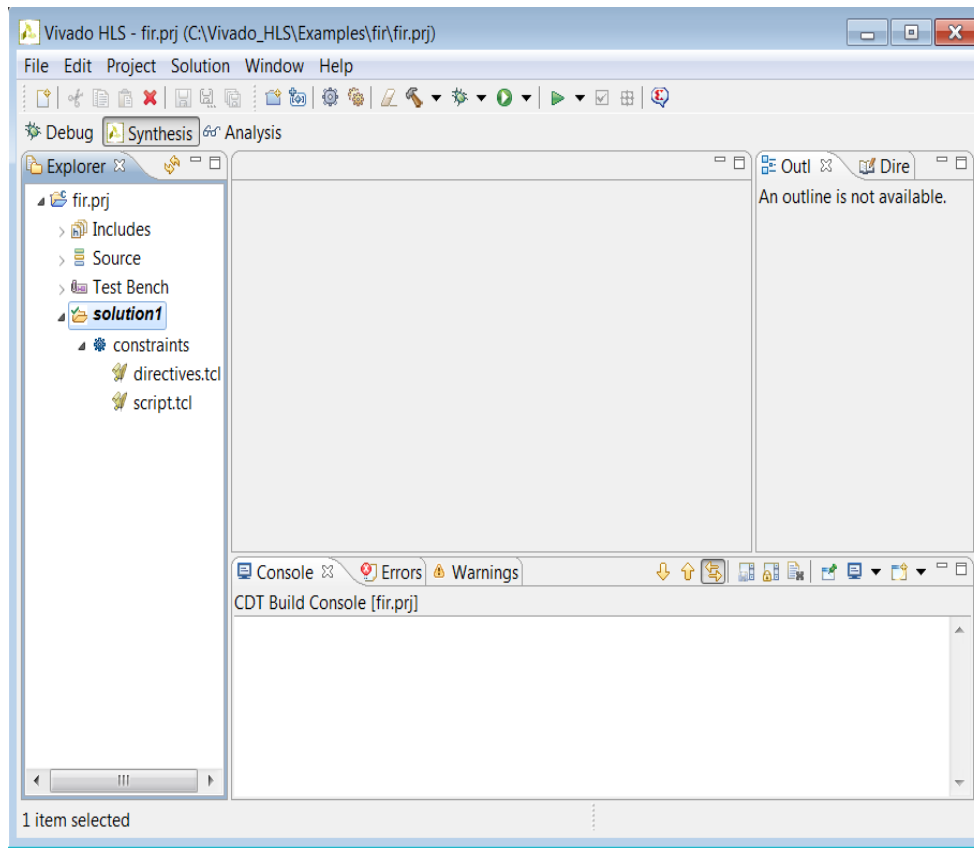 Vivado HLS - fir.prj (C:\Vivado_HLS\Examples\fir\fir.prj)
File Edit Project Solution Window Help
Debug Synthesis Analysis
Explorer
Outl Dire
fir.prj
An outline is not available.
Includes
Source
Test Bench
solution1
constraints
directives.tcl
script.tcl
Console Errors Warnings
CDT Build Console [fir.prj]
1 item selected